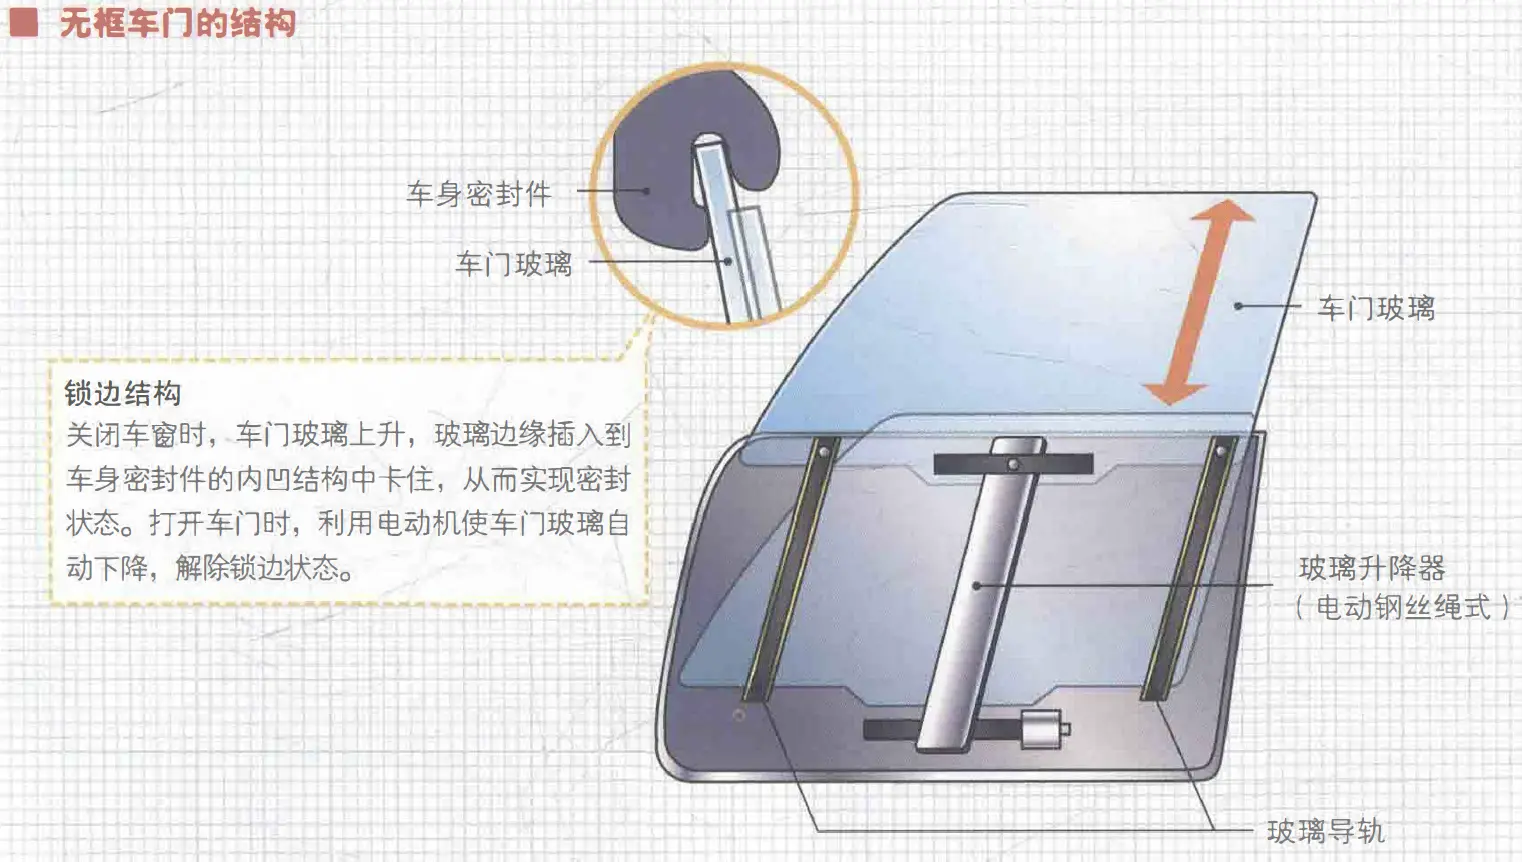 无框车门的结构
车身密封件
车门玻璃
车门玻璃
锁边结构
关闭车窗时，车门玻璃上升，玻璃边缘插入到
车身密封件的内凹结构中卡住，从而实现密封
状态。打开车门时，利用电动机使车门玻璃自
动下降，解除锁边状态。
玻璃升降器
（电动钢丝绳式）
玻璃导轨